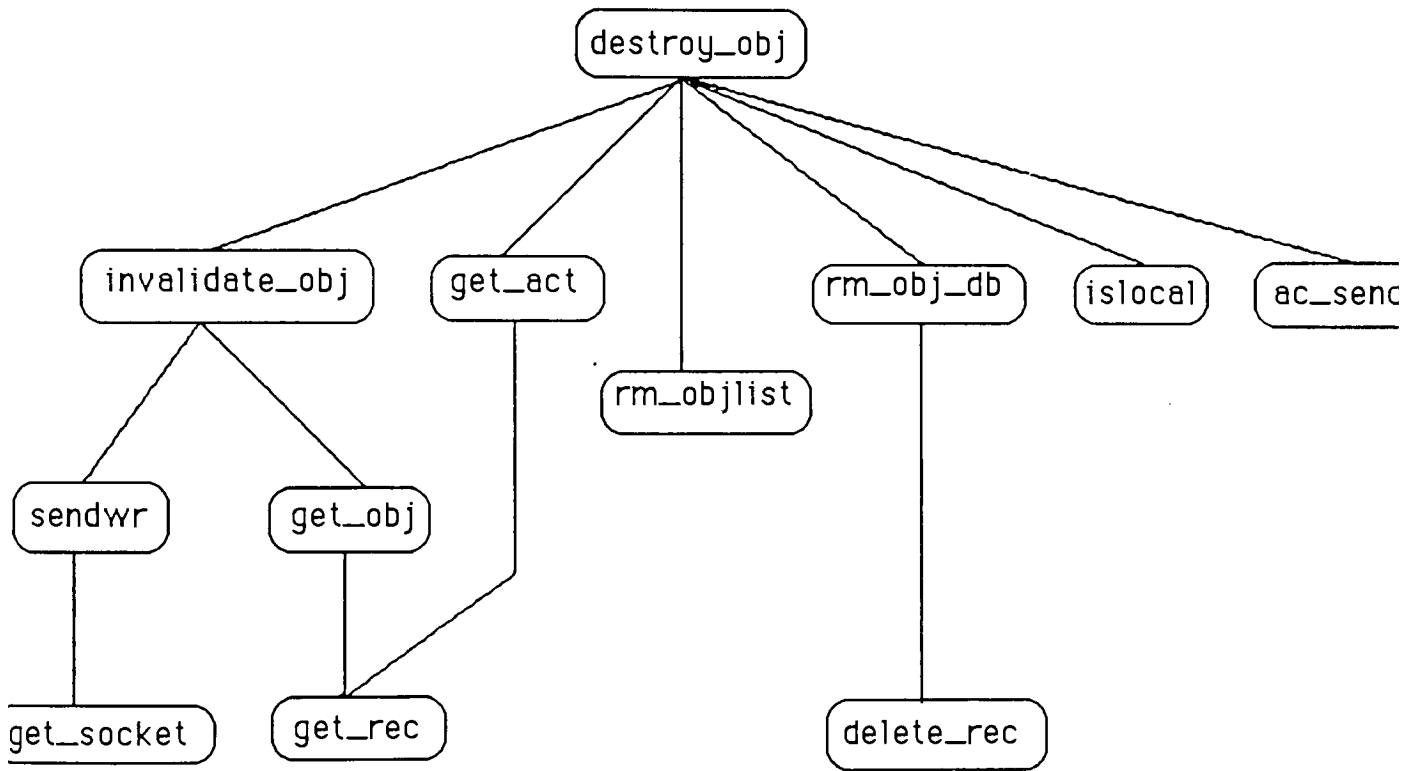 destroy_obj
invalidate_obj
get_act
rm_obj_db
islocal
rm_objlist
sendwr
get_obj
get_socket
get_rec
delete_rec